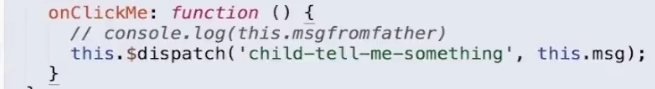 onClickMe: function () {
// console.log(this.msgfromfather)
this.$dispatch('child-tell-me-something', this.msg);
}